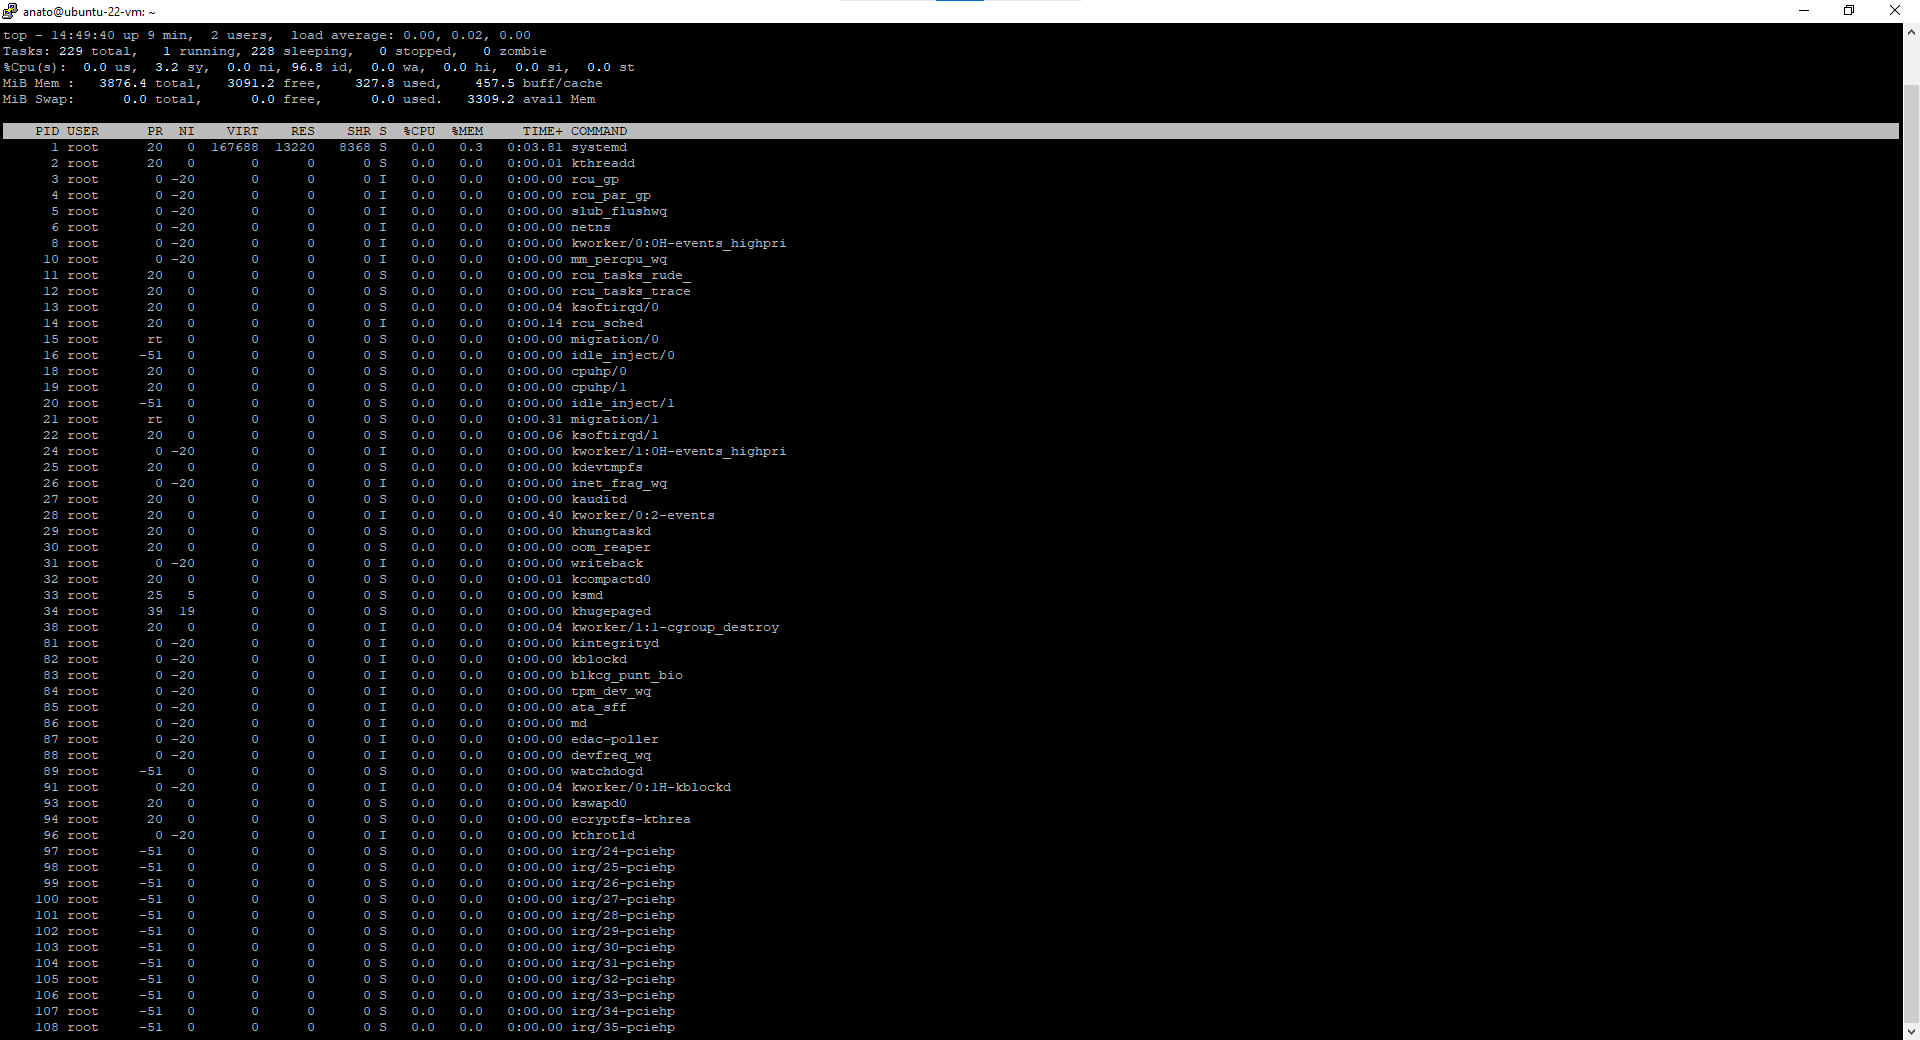 anato@ubuntu-22-vm: ~
top - 14:49:40 up 9 min,  2 users,  load average: 0.00, 0.02, 0.00
Tasks: 229 total,   1 running, 228 sleeping,   0 stopped,   0 zombie
%Cpu(s):  0.0 us,  3.2 sy,  0.0 ni, 96.8 id,  0.0 wa,  0.0 hi,  0.0 si,  0.0 st
MiB Mem :   3876.4 total,   3091.2 free,    327.8 used,    457.5 buff/cache
MiB Swap:      0.0 total,      0.0 free,      0.0 used.   3309.2 avail Mem
PID USER      PR  NI    VIRT    RES    SHR S  %CPU  %MEM     TIME+ COMMAND
1 root      20   0  167688  13220   8368 S   0.0   0.3   0:03.81 systemd
2 root      20   0       0      0      0 S   0.0   0.0   0:00.01 kthreadd
3 root       0 -20       0      0      0 I   0.0   0.0   0:00.00 rcu_gp
4 root       0 -20       0      0      0 I   0.0   0.0   0:00.00 rcu_par_gp
5 root       0 -20       0      0      0 I   0.0   0.0   0:00.00 slub_flushwq
6 root       0 -20       0      0      0 I   0.0   0.0   0:00.00 netns
8 root       0 -20       0      0      0 I   0.0   0.0   0:00.00 kworker/0:0H-events_highpri
10 root       0 -20       0      0      0 I   0.0   0.0   0:00.00 mm_percpu_wq
11 root      20   0       0      0      0 S   0.0   0.0   0:00.00 rcu_tasks_rude_
12 root      20   0       0      0      0 S   0.0   0.0   0:00.00 rcu_tasks_trace
13 root      20   0       0      0      0 S   0.0   0.0   0:00.04 ksoftirqd/0
14 root      20   0       0      0      0 I   0.0   0.0   0:00.14 rcu_sched
15 root      rt   0       0      0      0 S   0.0   0.0   0:00.00 migration/0
16 root     -51   0       0      0      0 S   0.0   0.0   0:00.00 idle_inject/0
18 root      20   0       0      0      0 S   0.0   0.0   0:00.00 cpuhp/0
19 root      20   0       0      0      0 S   0.0   0.0   0:00.00 cpuhp/1
20 root     -51   0       0      0      0 S   0.0   0.0   0:00.00 idle_inject/1
21 root      rt   0       0      0      0 S   0.0   0.0   0:00.31 migration/1
22 root      20   0       0      0      0 S   0.0   0.0   0:00.06 ksoftirqd/1
24 root       0 -20       0      0      0 I   0.0   0.0   0:00.00 kworker/1:0H-events_highpri
25 root      20   0       0      0      0 S   0.0   0.0   0:00.00 kdevtmpfs
26 root       0 -20       0      0      0 I   0.0   0.0   0:00.00 inet_frag_wq
27 root      20   0       0      0      0 S   0.0   0.0   0:00.00 kauditd
28 root      20   0       0      0      0 I   0.0   0.0   0:00.40 kworker/0:2-events
29 root      20   0       0      0      0 S   0.0   0.0   0:00.00 khungtaskd
30 root      20   0       0      0      0 S   0.0   0.0   0:00.00 oom_reaper
31 root       0 -20       0      0      0 I   0.0   0.0   0:00.00 writeback
32 root      20   0       0      0      0 S   0.0   0.0   0:00.01 kcompactd0
33 root      25   5       0      0      0 S   0.0   0.0   0:00.00 ksmd
34 root      39  19       0      0      0 S   0.0   0.0   0:00.00 khugepaged
38 root      20   0       0      0      0 I   0.0   0.0   0:00.04 kworker/1:1-cgroup_destroy
81 root       0 -20       0      0      0 I   0.0   0.0   0:00.00 kintegrityd
82 root       0 -20       0      0      0 I   0.0   0.0   0:00.00 kblockd
83 root       0 -20       0      0      0 I   0.0   0.0   0:00.00 blkcg_punt_bio
84 root       0 -20       0      0      0 I   0.0   0.0   0:00.00 tpm_dev_wq
85 root       0 -20       0      0      0 I   0.0   0.0   0:00.00 ata_sff
86 root       0 -20       0      0      0 I   0.0   0.0   0:00.00 md
87 root       0 -20       0      0      0 I   0.0   0.0   0:00.00 edac-poller
88 root       0 -20       0      0      0 I   0.0   0.0   0:00.00 devfreq_wq
89 root     -51   0       0      0      0 S   0.0   0.0   0:00.00 watchdogd
91 root       0 -20       0      0      0 I   0.0   0.0   0:00.04 kworker/0:1H-kblockd
93 root      20   0       0      0      0 S   0.0   0.0   0:00.00 kswapd0
94 root      20   0       0      0      0 S   0.0   0.0   0:00.00 ecryptfs-kthrea
96 root       0 -20       0      0      0 I   0.0   0.0   0:00.00 kthrotld
97 root     -51   0       0      0      0 S   0.0   0.0   0:00.00 irq/24-pciehp
98 root     -51   0       0      0      0 S   0.0   0.0   0:00.00 irq/25-pciehp
99 root     -51   0       0      0      0 S   0.0   0.0   0:00.00 irq/26-pciehp
100 root     -51   0       0      0      0 S   0.0   0.0   0:00.00 irq/27-pciehp
101 root     -51   0       0      0      0 S   0.0   0.0   0:00.00 irq/28-pciehp
102 root     -51   0       0      0      0 S   0.0   0.0   0:00.00 irq/29-pciehp
103 root     -51   0       0      0      0 S   0.0   0.0   0:00.00 irq/30-pciehp
104 root     -51   0       0      0      0 S   0.0   0.0   0:00.00 irq/31-pciehp
105 root     -51   0       0      0      0 S   0.0   0.0   0:00.00 irq/32-pciehp
106 root     -51   0       0      0      0 S   0.0   0.0   0:00.00 irq/33-pciehp
107 root     -51   0       0      0      0 S   0.0   0.0   0:00.00 irq/34-pciehp
108 root     -51   0       0      0      0 S   0.0   0.0   0:00.00 irq/35-pciehp